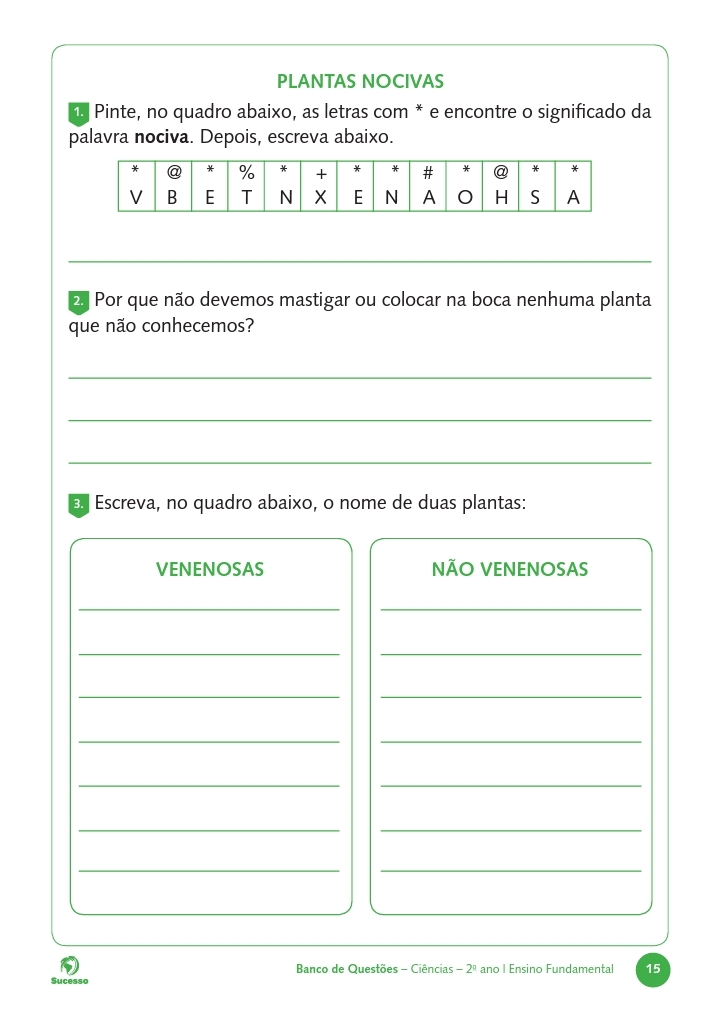 PLANTAS NOCIVAS
1. Pinte, no quadro abaixo, as letras com * e encontre o significado da
palavra nociva. Depois, escreva abaixo.
* @ * % * + * * # * @ * *
V B E T N X E N A O H S A
2. Por que não devemos mastigar ou colocar na boca nenhuma planta
que não conhecemos?
3. Escreva, no quadro abaixo, o nome de duas plantas:
VENENOSAS
NÃO VENENOSAS
Sucesso
Banco de Questões – Ciências – 2º ano | Ensino Fundamental
15